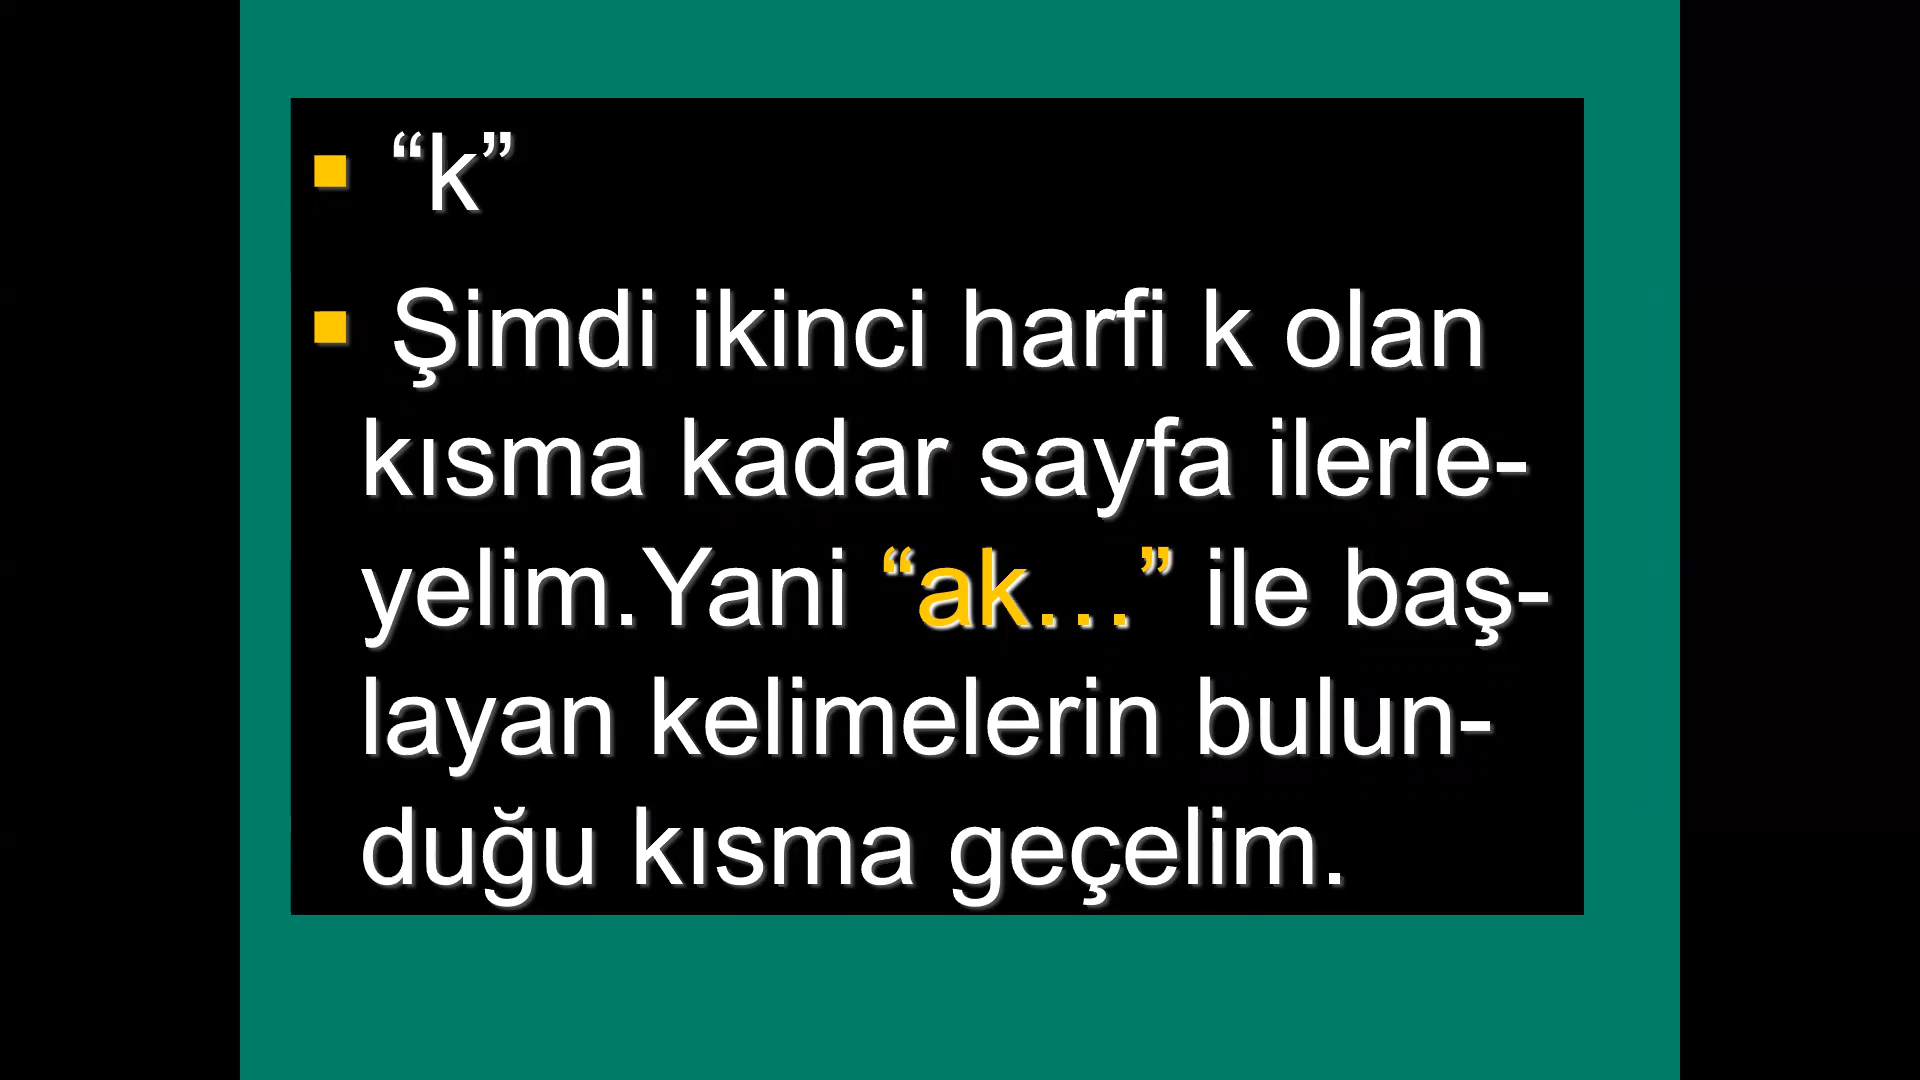 “k”
Şimdi ikinci harfi k olan
kısma kadar sayfa ilerle-
yelim.Yani “ak…” ile baş-
layan kelimelerin bulun-
duğu kısma geçelim.